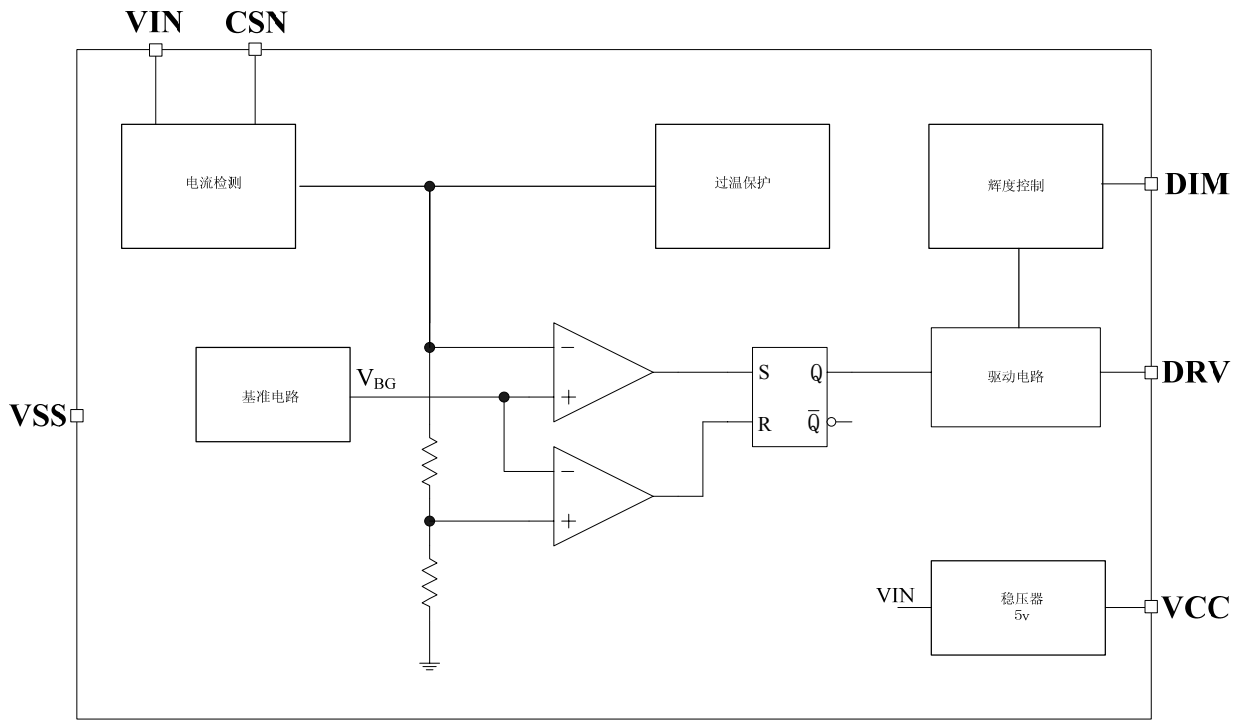 VIN CSN
电流检测
过温保护
辉度控制
DIM
基准电路
V_BG
−
+
−
+
S Q
R Q̅
驱动电路
DRV
VSS
VIN
稳压器
5v
VCC